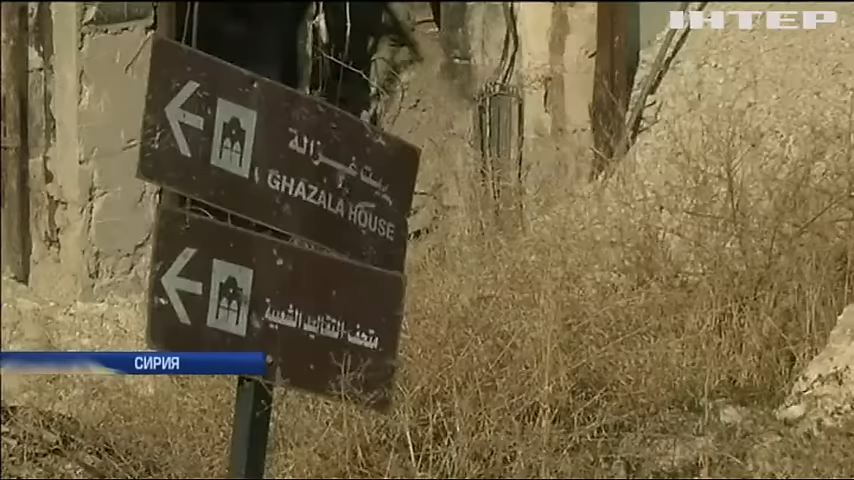 ІНТЕР
بيت غزالة
GHAZALA HOUSE
متحف التقاليد الشعبية
СИРИЯ